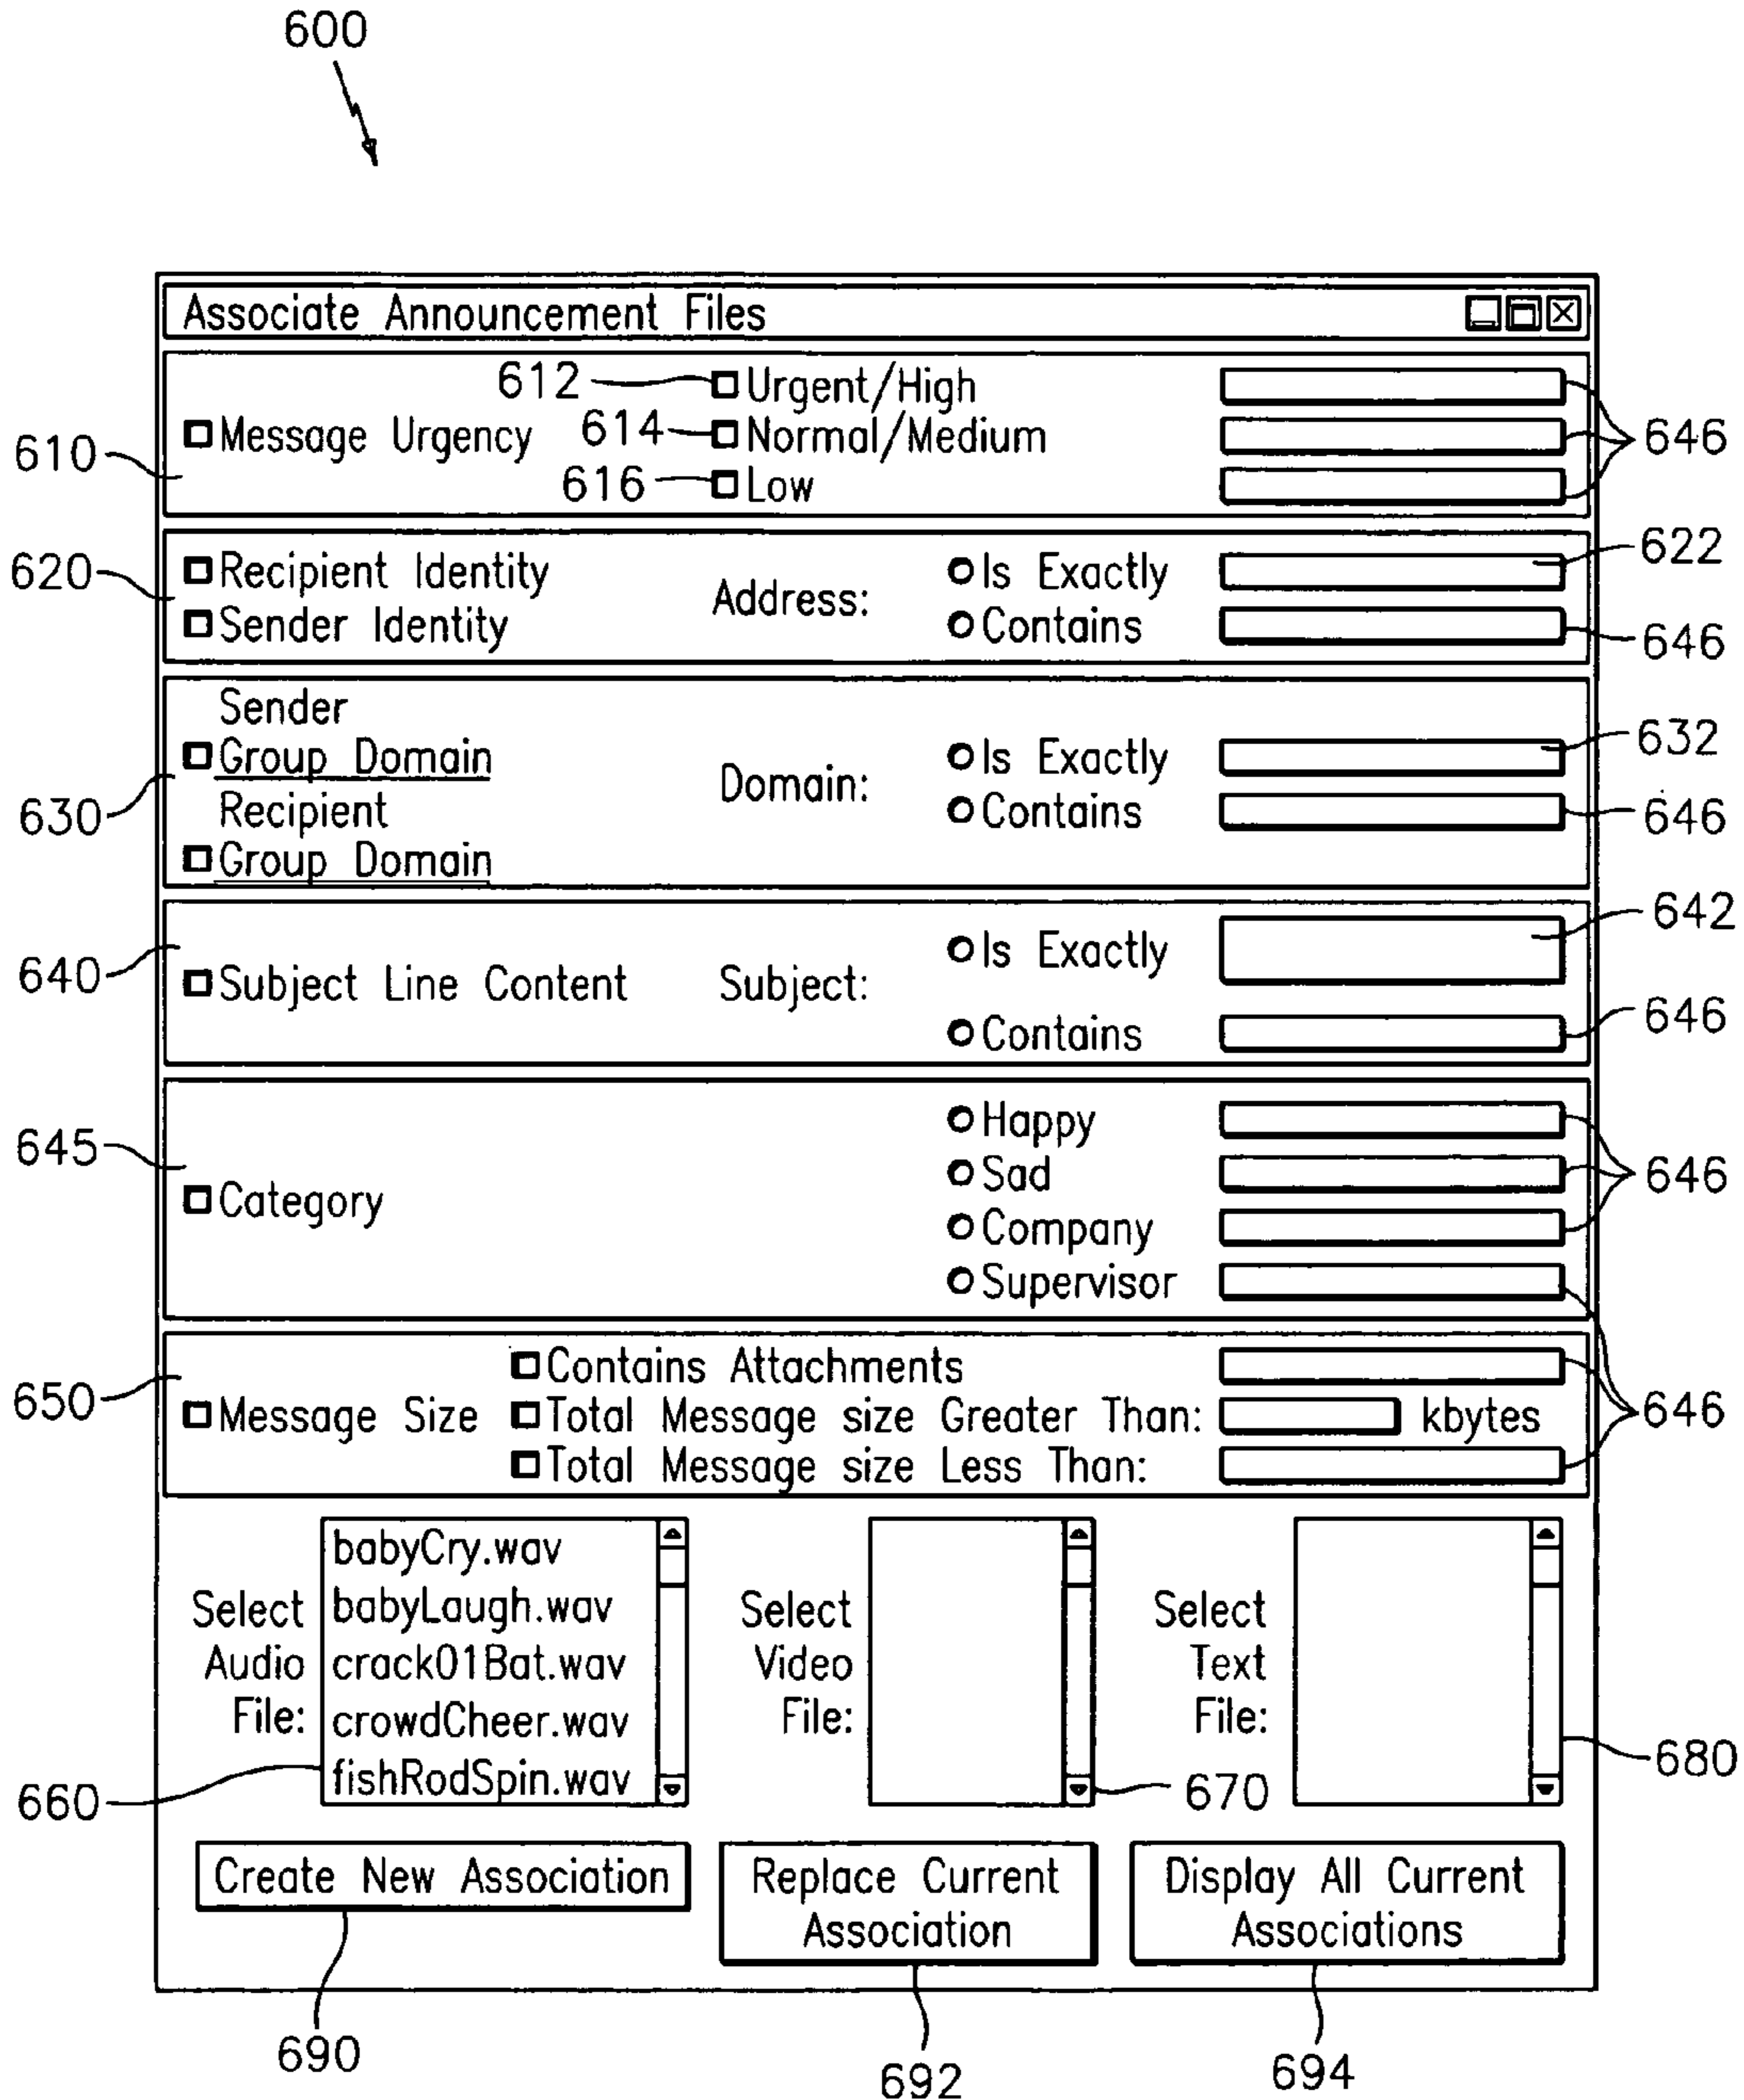 600
Associate Announcement Files
612 Urgent/High
610 Message Urgency 614 Normal/Medium 646
616 Low
620 Recipient Identity Address: Is Exactly 622
Sender Identity Contains 646
Sender
Group Domain Domain: Is Exactly 632
630 Recipient Contains 646
Group Domain
640 Subject Line Content Subject: Is Exactly 642
Contains 646
645 Category Happy
Sad 646
Company
Supervisor
650 Contains Attachments
Message Size Total Message size Greater Than: kbytes 646
Total Message size Less Than:
Select
Audio
File:
babyCry.wav
babyLaugh.wav
crack01Bat.wav
crowdCheer.wav
fishRodSpin.wav
660
Select
Video
File:
670
Select
Text
File:
680
Create New Association
Replace Current
Association
Display All Current
Associations
690
692
694